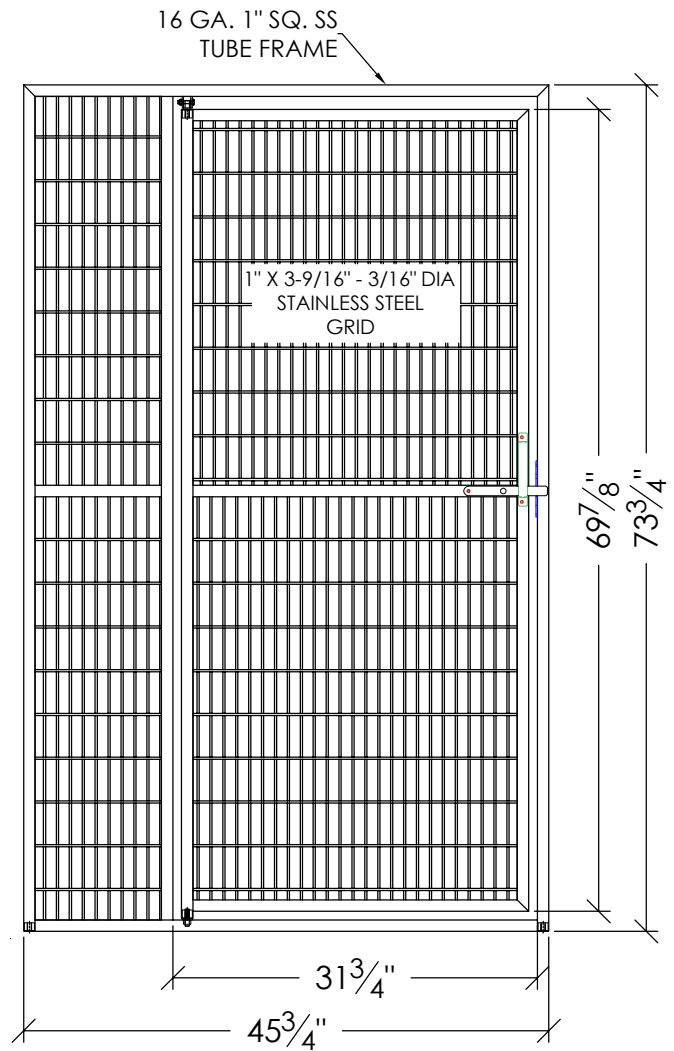 16 GA. 1" SQ. SS
TUBE FRAME
1" X 3-9/16" - 3/16" DIA
STAINLESS STEEL
GRID
69 7/8"
73 3/4"
31 3/4"
45 3/4"